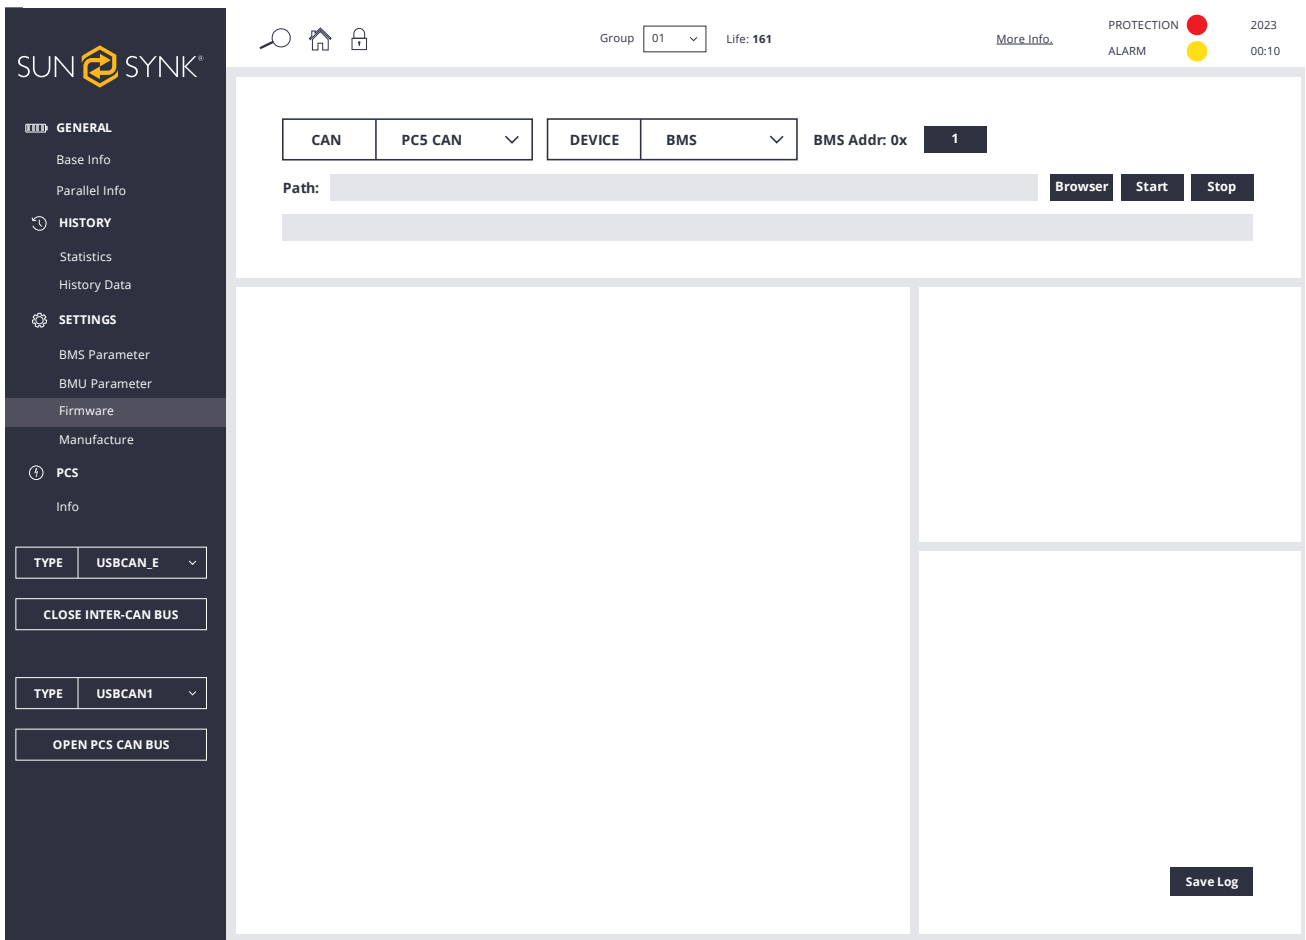 SUN SYNK®
GENERAL
Base Info
Parallel Info
HISTORY
Statistics
History Data
SETTINGS
BMS Parameter
BMU Parameter
Firmware
Manufacture
PCS
Info
TYPE USBCAN_E
CLOSE INTER-CAN BUS
TYPE USBCAN1
OPEN PCS CAN BUS
Group 01 Life: 161 More Info.
PROTECTION 2023
ALARM 00:10
CAN PC5 CAN DEVICE BMS BMS Addr: 0x 1
Path: Browser Start Stop
Save Log